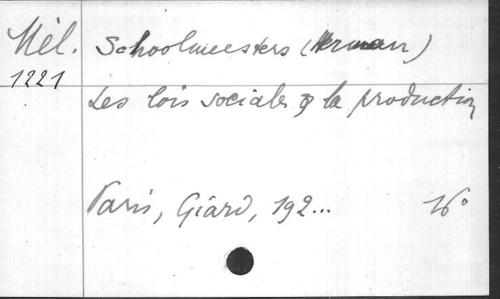 Mél. Schoolmeesters (Herman)
1221
Les lois sociales & la production
Paris, Giard, 192... 16°